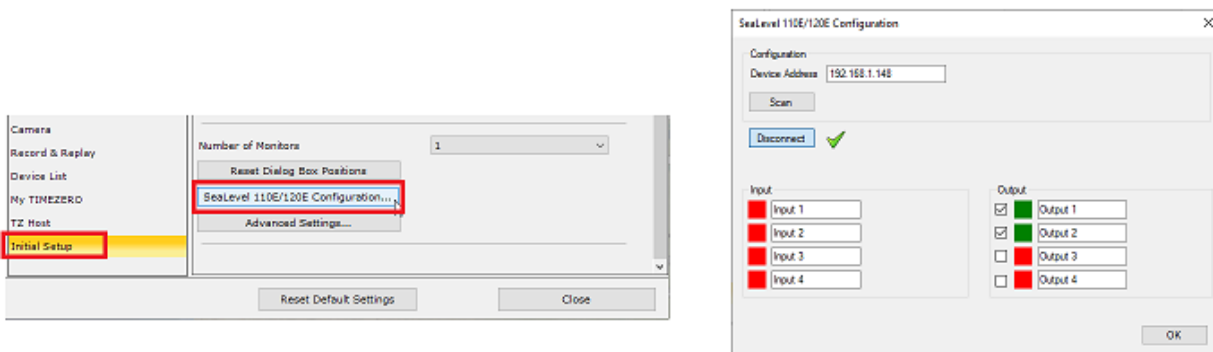 Camera
Record & Replay
Device List
My TIMEZERO
TZ Host
Initial Setup
Number of Monitors
1
Reset Dialog Box Positions
SeaLevel 110E/120E Configuration...
Advanced Settings...
Reset Default Settings
Close
SeaLevel 110E/120E Configuration
Configuration
Device Address 192.168.1.148
Scan
Disconnect
Input
Input 1
Input 2
Input 3
Input 4
Output
Output 1
Output 2
Output 3
Output 4
OK